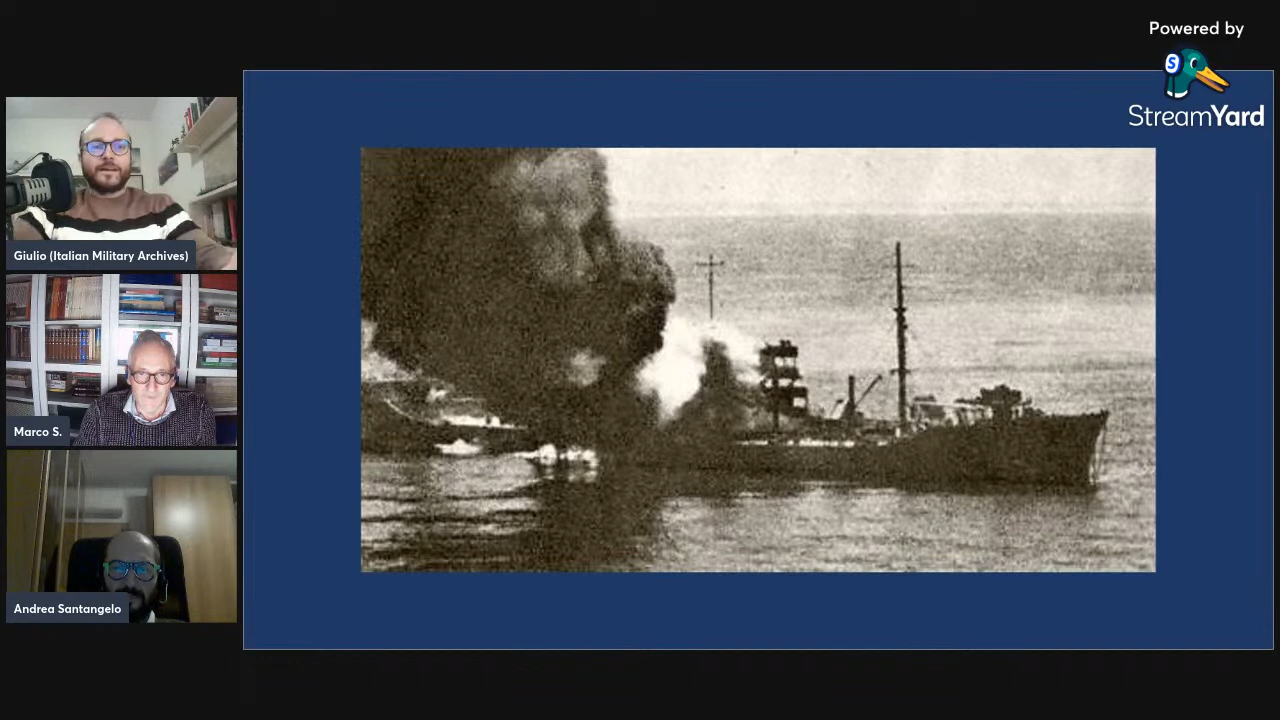 Powered by
StreamYard
Giulio (Italian Military Archives)
Marco S.
Andrea Santangelo